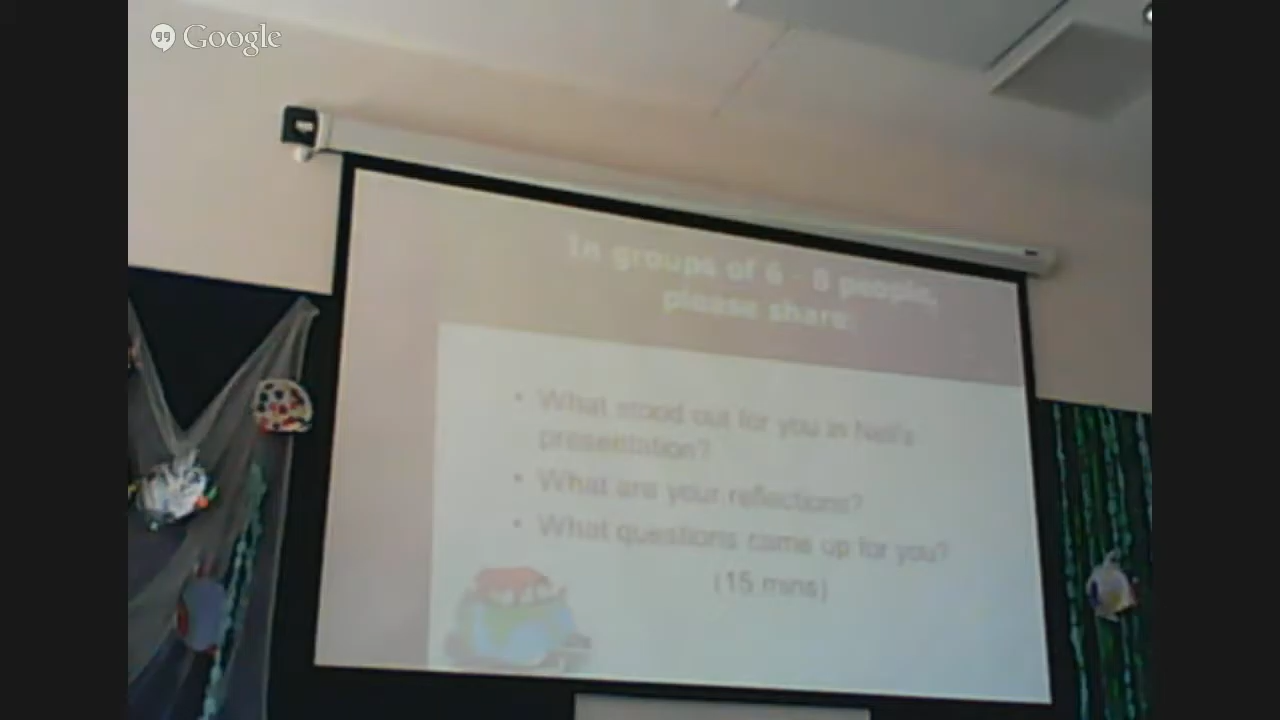 Google
In groups of 6 - 8 people,
please share
• What stood out for you in Neil's
presentation?
• What are your reflections?
• What questions came up for you?
(15 mins)